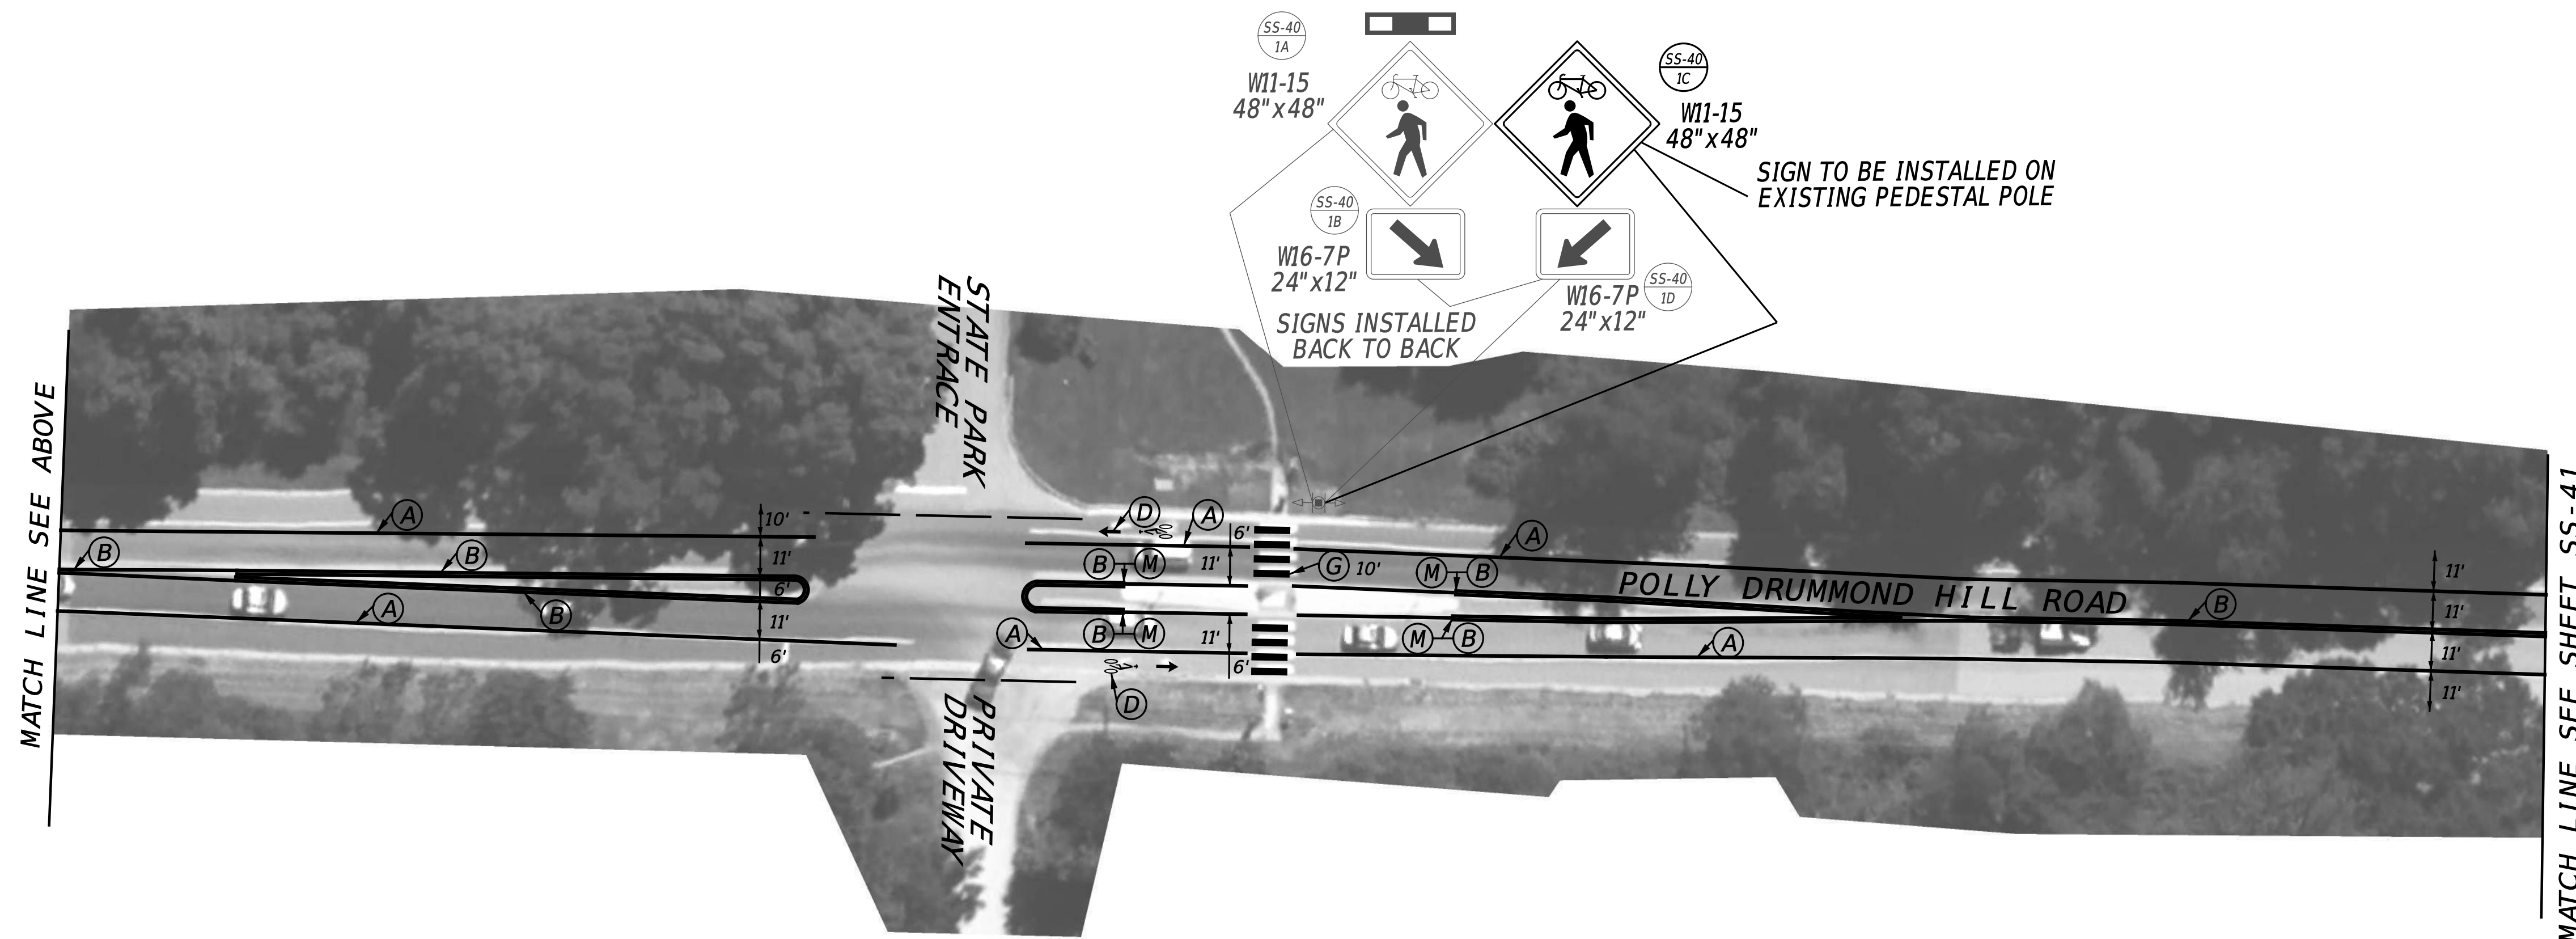 SS-40
1A
W11-15
48"x48"
SS-40
1C
W11-15
48"x48"
SIGN TO BE INSTALLED ON
EXISTING PEDESTAL POLE
SS-40
1B
W16-7P
24"x12"
SS-40
1D
W16-7P
24"x12"
SIGNS INSTALLED
BACK TO BACK
STATE PARK
ENTRACE
MATCH LINE SEE ABOVE
A
B
B
B
A
10'
11'
6'
11'
6'
D
A
6'
11'
B
M
G
10'
M
B
A
POLLY DRUMMOND HILL ROAD
B
11'
11'
11'
11'
A
B
M
11'
6'
M
B
A
D
PRIVATE
DRIVEWAY
MATCH LINE SEE SHEET SS-41